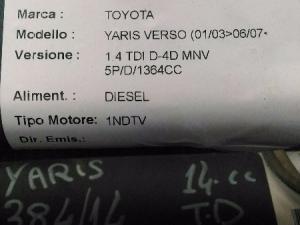 Marca : TOYOTA
Modello : YARIS VERSO (01/03>06/07<
Versione : 1.4 TDI D-4D MNV
5P/D/1364CC
Aliment. : DIESEL
Tipo Motore: 1NDTV
Dir. Emis.:
YARIS 14.cc
384/14 T.D